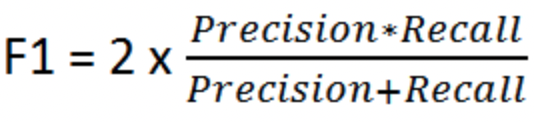 F1 = 2 x Precision*Recall
Precision+Recall